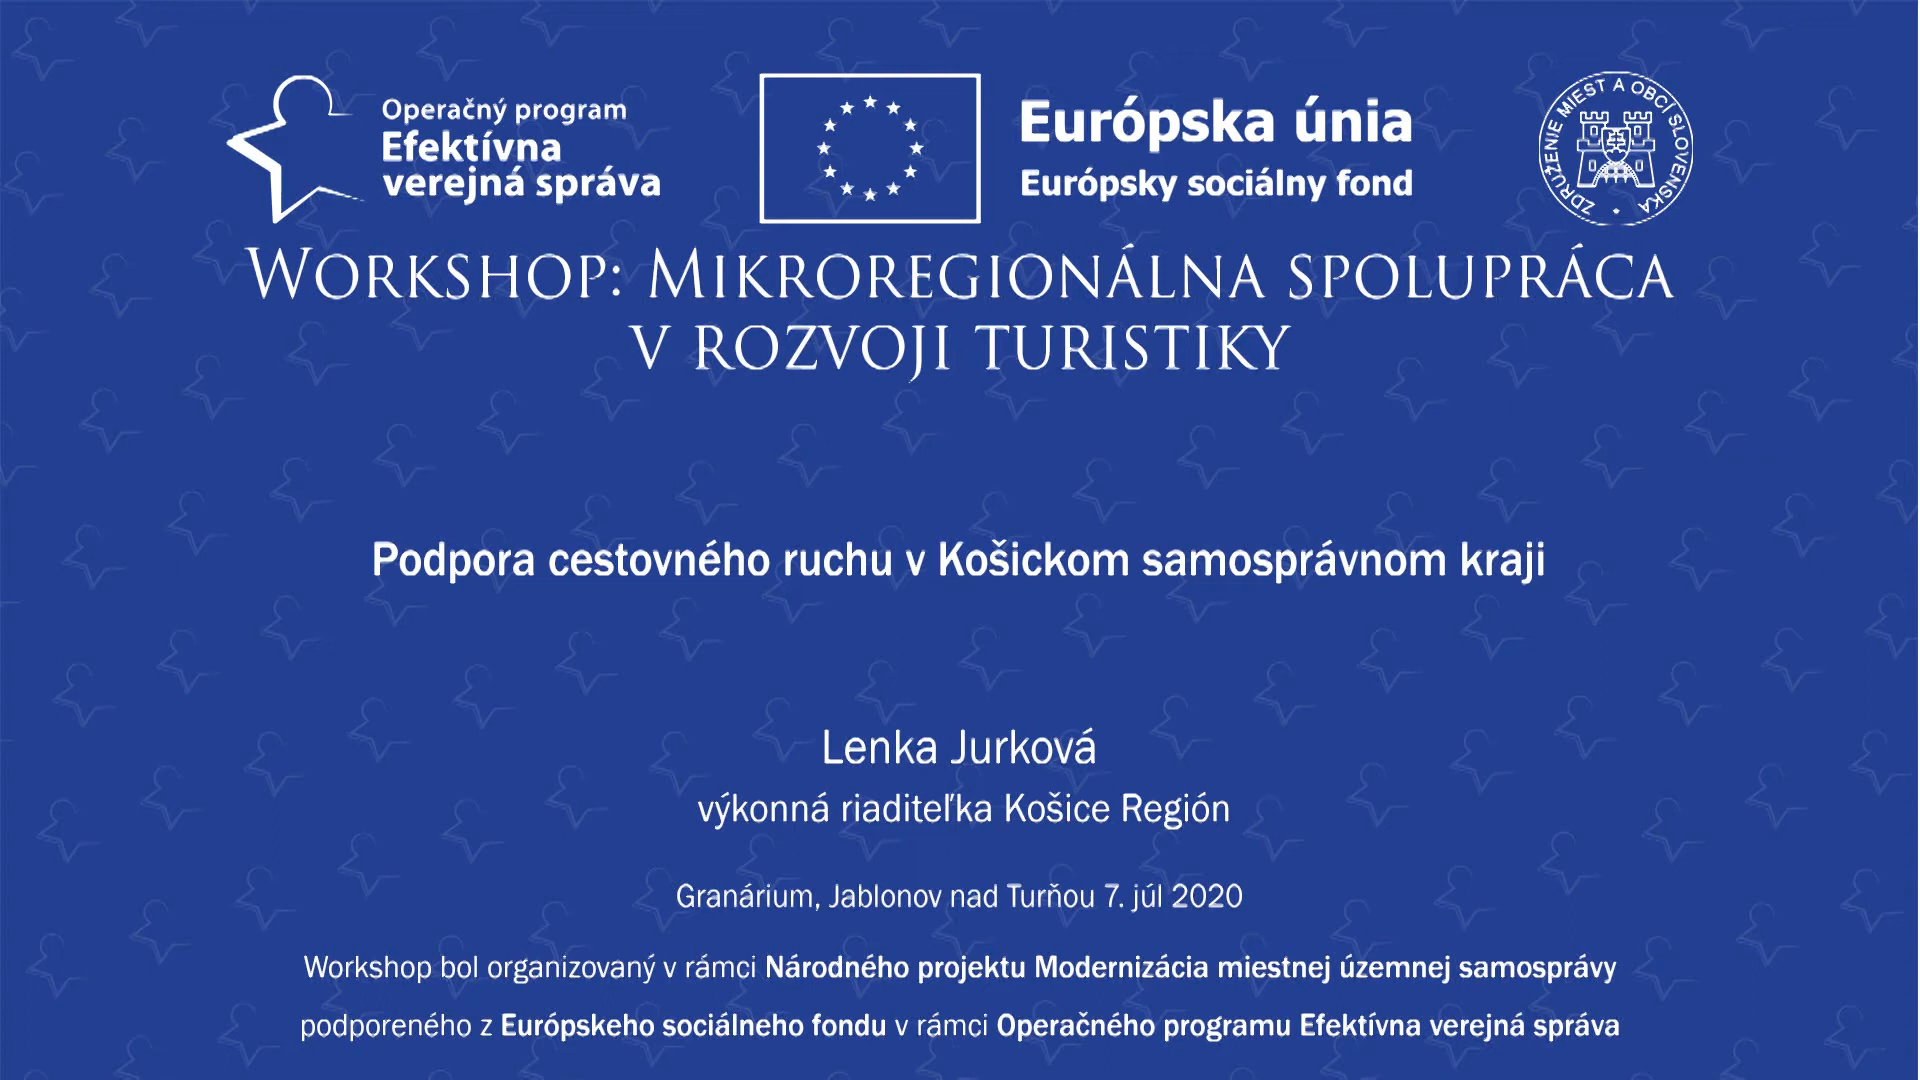 Operačný program
Efektívna
verejná správa
Európska únia
Európsky sociálny fond
ZDRUŽENIE MIEST A OBCÍ SLOVENSKA
Workshop: Mikroregionálna spolupráca
v rozvoji turistiky
Podpora cestovného ruchu v Košickom samosprávnom kraji
Lenka Jurková
výkonná riaditeľka Košice Región
Granárium, Jablonov nad Turňou 7. júl 2020
Workshop bol organizovaný v rámci Národného projektu Modernizácia miestnej územnej samosprávy
podporeného z Európskeho sociálneho fondu v rámci Operačného programu Efektívna verejná správa